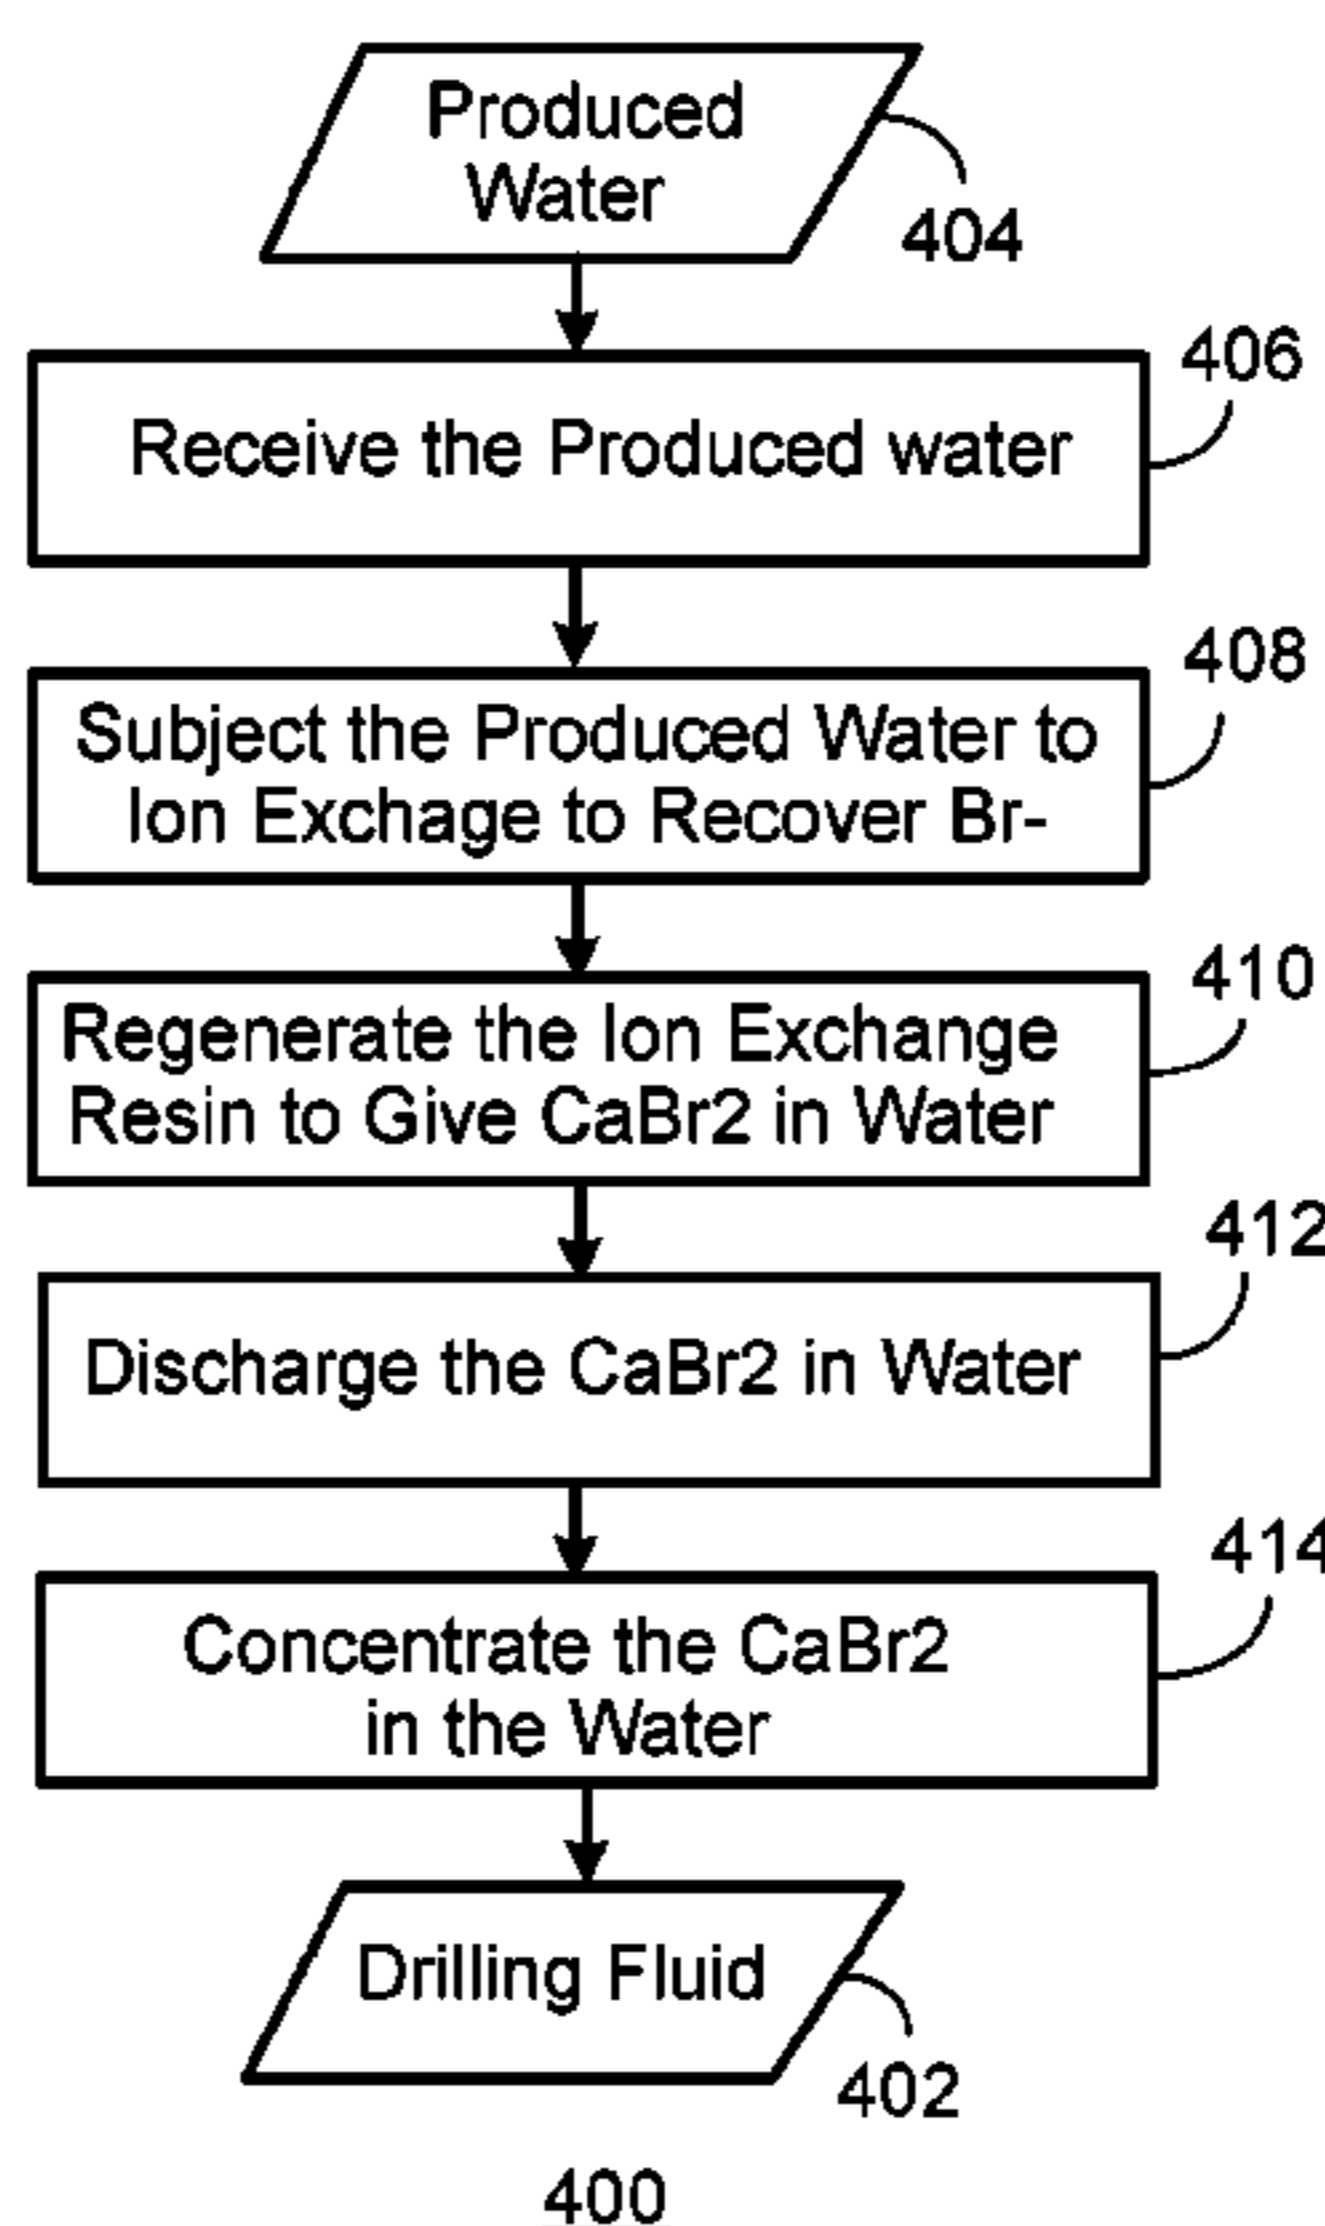 Produced
Water
404
406
Receive the Produced water
408
Subject the Produced Water to
Ion Exchage to Recover Br-
410
Regenerate the Ion Exchange
Resin to Give CaBr2 in Water
412
Discharge the CaBr2 in Water
414
Concentrate the CaBr2
in the Water
Drilling Fluid
402
400